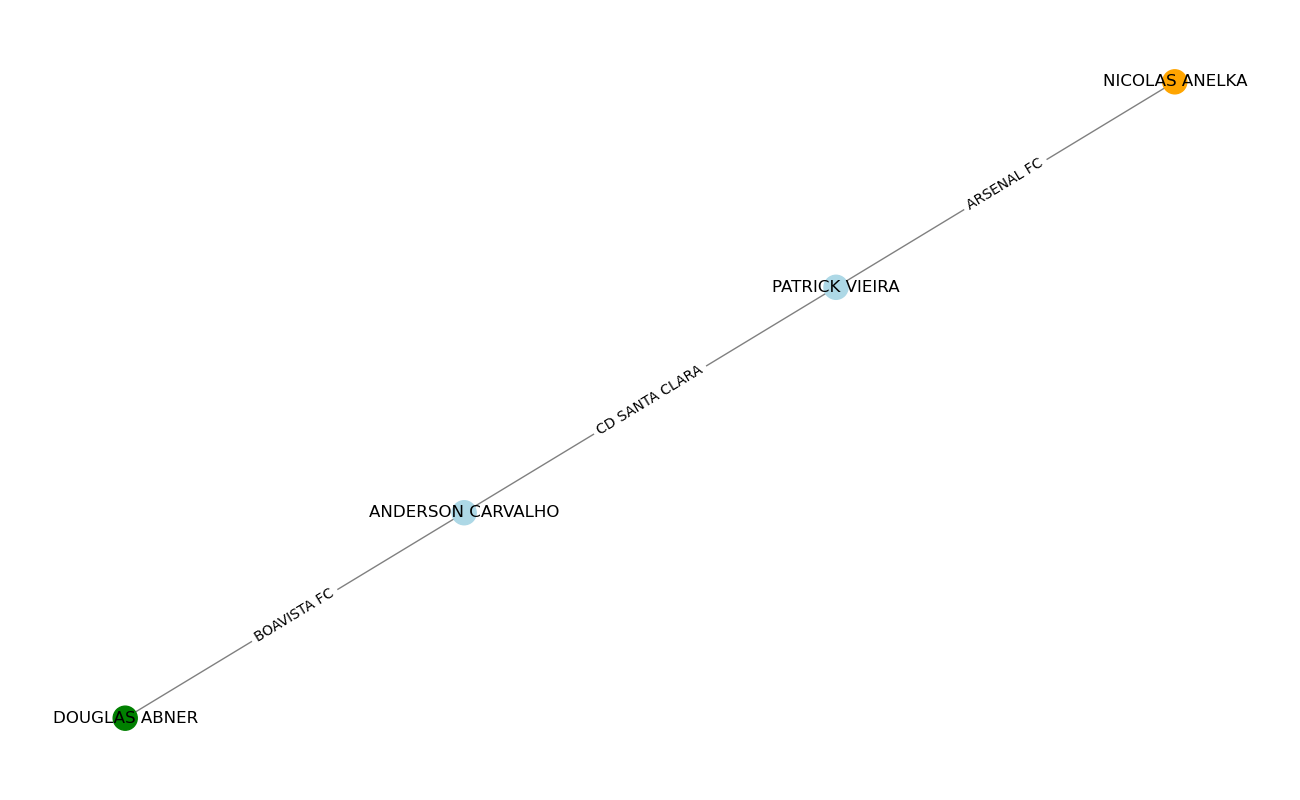 NICOLAS ANELKA
ARSENAL FC
PATRICK VIEIRA
CD SANTA CLARA
ANDERSON CARVALHO
BOAVISTA FC
DOUGLAS ABNER